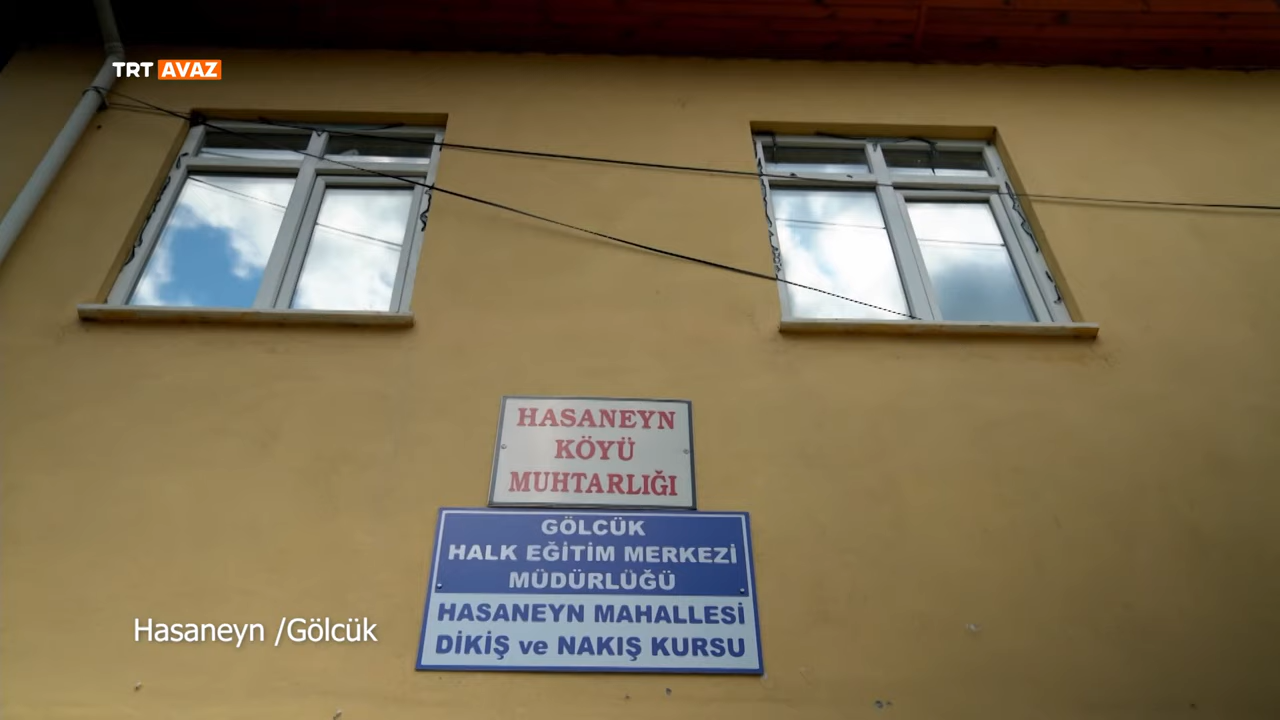 TRT AVAZ
HASANEYN
KÖYÜ
MUHTARLIĞI
GÖLCÜK
HALK EĞİTİM MERKEZİ
MÜDÜRLÜĞÜ
HASANEYN MAHALLESİ
DİKİŞ ve NAKIŞ KURSU
Hasaneyn /Gölcük